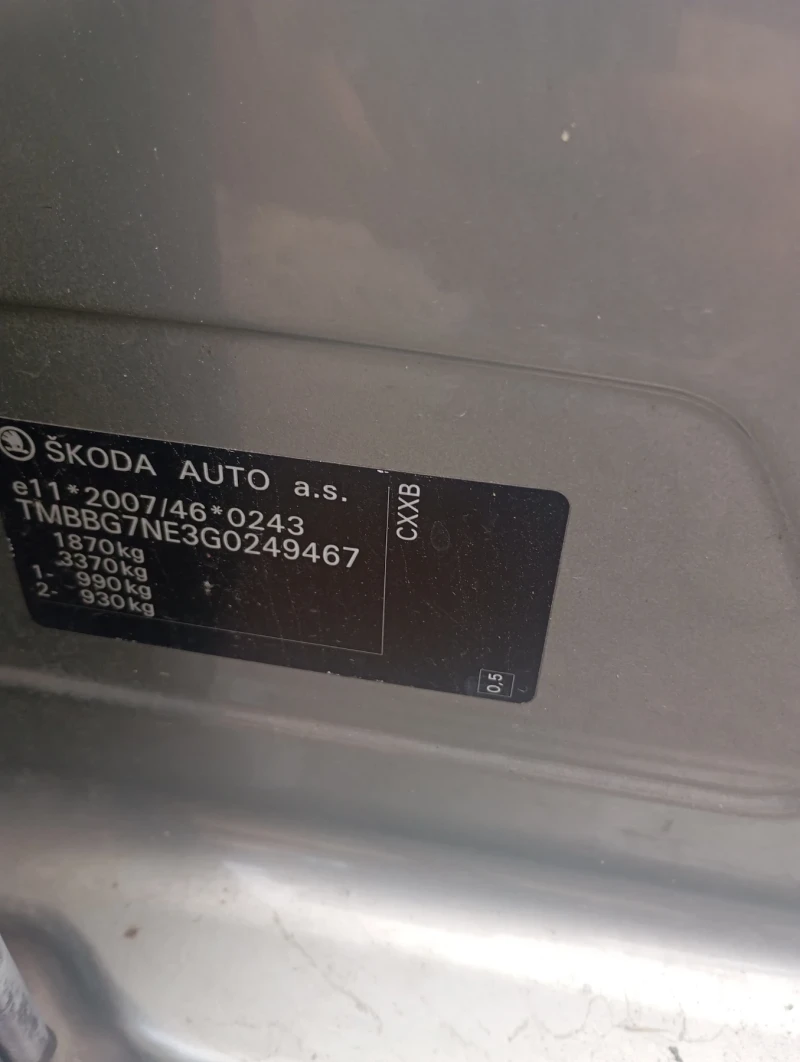 ŠKODA AUTO a.s.
e11*2007/46*0243
TMBBG7NE3G0249467
1870kg
3370kg
1- 990kg
2- 930kg
CXXB
0,5